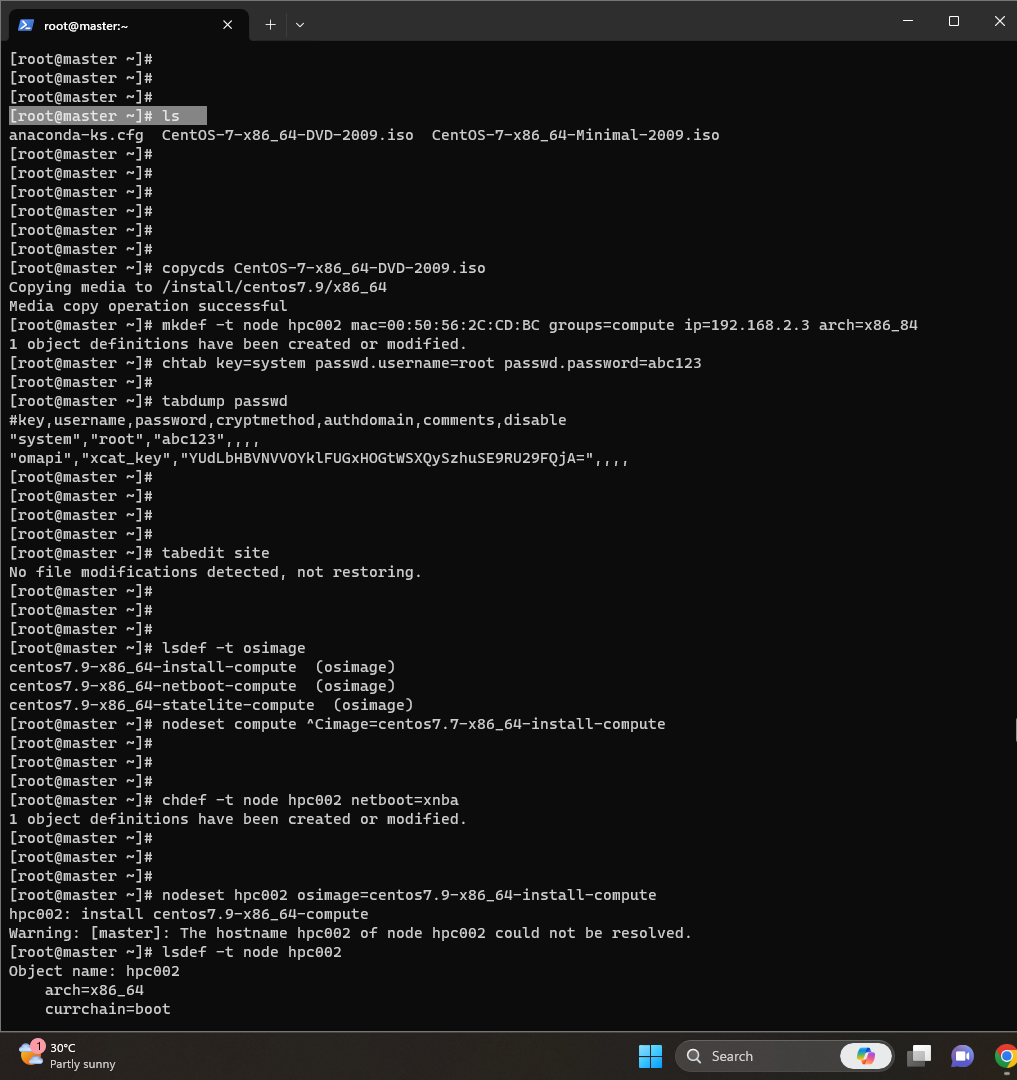 root@master:~
[root@master ~]#
[root@master ~]#
[root@master ~]#
[root@master ~]# ls
anaconda-ks.cfg  CentOS-7-x86_64-DVD-2009.iso  CentOS-7-x86_64-Minimal-2009.iso
[root@master ~]#
[root@master ~]#
[root@master ~]#
[root@master ~]#
[root@master ~]#
[root@master ~]#
[root@master ~]# copycds CentOS-7-x86_64-DVD-2009.iso
Copying media to /install/centos7.9/x86_64
Media copy operation successful
[root@master ~]# mkdef -t node hpc002 mac=00:50:56:2C:CD:BC groups=compute ip=192.168.2.3 arch=x86_84
1 object definitions have been created or modified.
[root@master ~]# chtab key=system passwd.username=root passwd.password=abc123
[root@master ~]#
[root@master ~]# tabdump passwd
#key,username,password,cryptmethod,authdomain,comments,disable
"system","root","abc123",,,,
"omapi","xcat_key","YUdLbHBVNVVOYklFUGxHOGtWSXQySzhuSE9RU29FQjA=",,,,
[root@master ~]#
[root@master ~]#
[root@master ~]#
[root@master ~]#
[root@master ~]# tabedit site
No file modifications detected, not restoring.
[root@master ~]#
[root@master ~]#
[root@master ~]#
[root@master ~]# lsdef -t osimage
centos7.9-x86_64-install-compute  (osimage)
centos7.9-x86_64-netboot-compute  (osimage)
centos7.9-x86_64-statelite-compute  (osimage)
[root@master ~]# nodeset compute ^Cimage=centos7.7-x86_64-install-compute
[root@master ~]#
[root@master ~]#
[root@master ~]#
[root@master ~]# chdef -t node hpc002 netboot=xnba
1 object definitions have been created or modified.
[root@master ~]#
[root@master ~]#
[root@master ~]#
[root@master ~]# nodeset hpc002 osimage=centos7.9-x86_64-install-compute
hpc002: install centos7.9-x86_64-compute
Warning: [master]: The hostname hpc002 of node hpc002 could not be resolved.
[root@master ~]# lsdef -t node hpc002
Object name: hpc002
    arch=x86_64
    currchain=boot
1
30°C
Partly sunny
Search